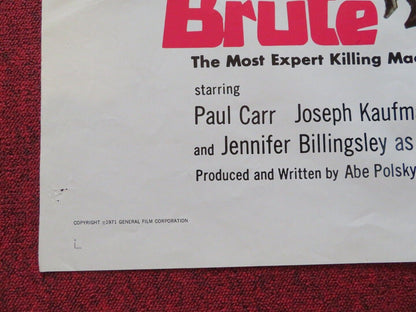 Brute
The Most Expert Killing Mac
starring
Paul Carr Joseph Kaufm
and Jennifer Billingsley as
Produced and Written by Abe Polsky
COPYRIGHT ©1971 GENERAL FILM CORPORATION